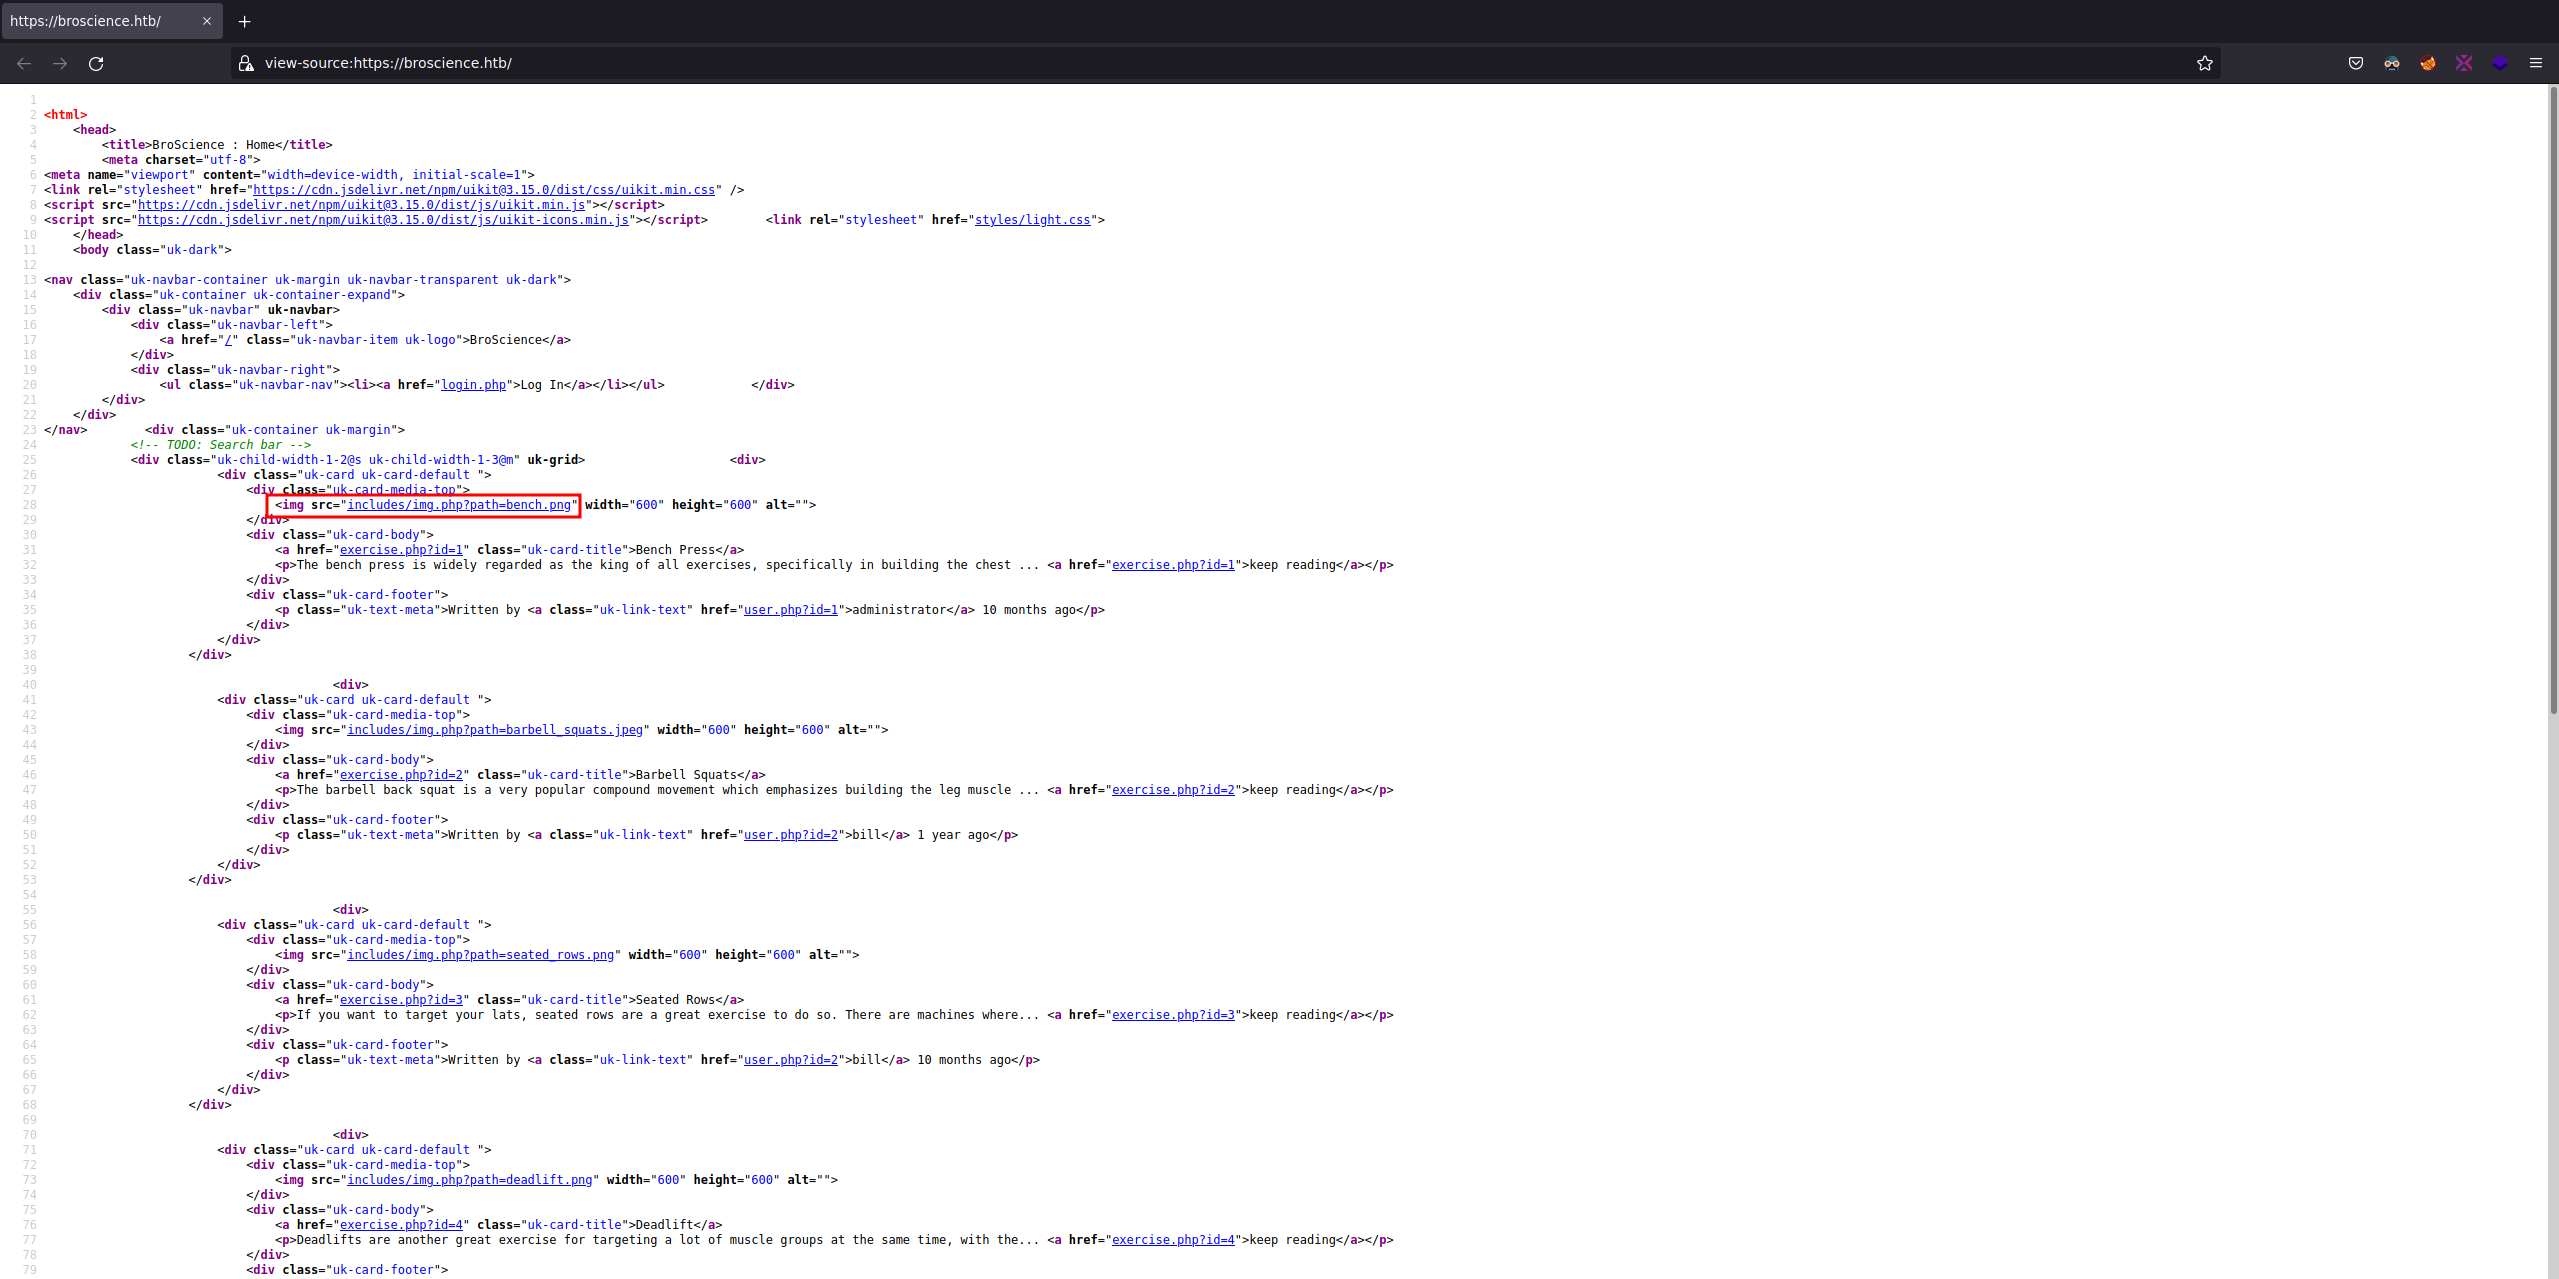 https://broscience.htb/
view-source:https://broscience.htb/
1
2 <html>
3 <head>
4 <title>BroScience : Home</title>
5 <meta charset="utf-8">
6 <meta name="viewport" content="width=device-width, initial-scale=1">
7 <link rel="stylesheet" href="https://cdn.jsdelivr.net/npm/uikit@3.15.0/dist/css/uikit.min.css" />
8 <script src="https://cdn.jsdelivr.net/npm/uikit@3.15.0/dist/js/uikit.min.js"></script>
9 <script src="https://cdn.jsdelivr.net/npm/uikit@3.15.0/dist/js/uikit-icons.min.js"></script> <link rel="stylesheet" href="styles/light.css">
10 </head>
11 <body class="uk-dark">
12
13 <nav class="uk-navbar-container uk-margin uk-navbar-transparent uk-dark">
14 <div class="uk-container uk-container-expand">
15 <div class="uk-navbar" uk-navbar>
16 <div class="uk-navbar-left">
17 <a href="/" class="uk-navbar-item uk-logo">BroScience</a>
18 </div>
19 <div class="uk-navbar-right">
20 <ul class="uk-navbar-nav"><li><a href="login.php">Log In</a></li></ul> </div>
21 </div>
22 </div>
23 </nav> <div class="uk-container uk-margin">
24 <!-- TODO: Search bar -->
25 <div class="uk-child-width-1-2@s uk-child-width-1-3@m" uk-grid> <div>
26 <div class="uk-card uk-card-default ">
27 <div class="uk-card-media-top">
28 <img src="includes/img.php?path=bench.png" width="600" height="600" alt="">
29 </div>
30 <div class="uk-card-body">
31 <a href="exercise.php?id=1" class="uk-card-title">Bench Press</a>
32 <p>The bench press is widely regarded as the king of all exercises, specifically in building the chest ... <a href="exercise.php?id=1">keep reading</a></p>
33 </div>
34 <div class="uk-card-footer">
35 <p class="uk-text-meta">Written by <a class="uk-link-text" href="user.php?id=1">administrator</a> 10 months ago</p>
36 </div>
37 </div>
38 </div>
39
40 <div>
41 <div class="uk-card uk-card-default ">
42 <div class="uk-card-media-top">
43 <img src="includes/img.php?path=barbell_squats.jpeg" width="600" height="600" alt="">
44 </div>
45 <div class="uk-card-body">
46 <a href="exercise.php?id=2" class="uk-card-title">Barbell Squats</a>
47 <p>The barbell back squat is a very popular compound movement which emphasizes building the leg muscle ... <a href="exercise.php?id=2">keep reading</a></p>
48 </div>
49 <div class="uk-card-footer">
50 <p class="uk-text-meta">Written by <a class="uk-link-text" href="user.php?id=2">bill</a> 1 year ago</p>
51 </div>
52 </div>
53 </div>
54
55 <div>
56 <div class="uk-card uk-card-default ">
57 <div class="uk-card-media-top">
58 <img src="includes/img.php?path=seated_rows.png" width="600" height="600" alt="">
59 </div>
60 <div class="uk-card-body">
61 <a href="exercise.php?id=3" class="uk-card-title">Seated Rows</a>
62 <p>If you want to target your lats, seated rows are a great exercise to do so. There are machines where... <a href="exercise.php?id=3">keep reading</a></p>
63 </div>
64 <div class="uk-card-footer">
65 <p class="uk-text-meta">Written by <a class="uk-link-text" href="user.php?id=2">bill</a> 10 months ago</p>
66 </div>
67 </div>
68 </div>
69
70 <div>
71 <div class="uk-card uk-card-default ">
72 <div class="uk-card-media-top">
73 <img src="includes/img.php?path=deadlift.png" width="600" height="600" alt="">
74 </div>
75 <div class="uk-card-body">
76 <a href="exercise.php?id=4" class="uk-card-title">Deadlift</a>
77 <p>Deadlifts are another great exercise for targeting a lot of muscle groups at the same time, with the... <a href="exercise.php?id=4">keep reading</a></p>
78 </div>
79 <div class="uk-card-footer">